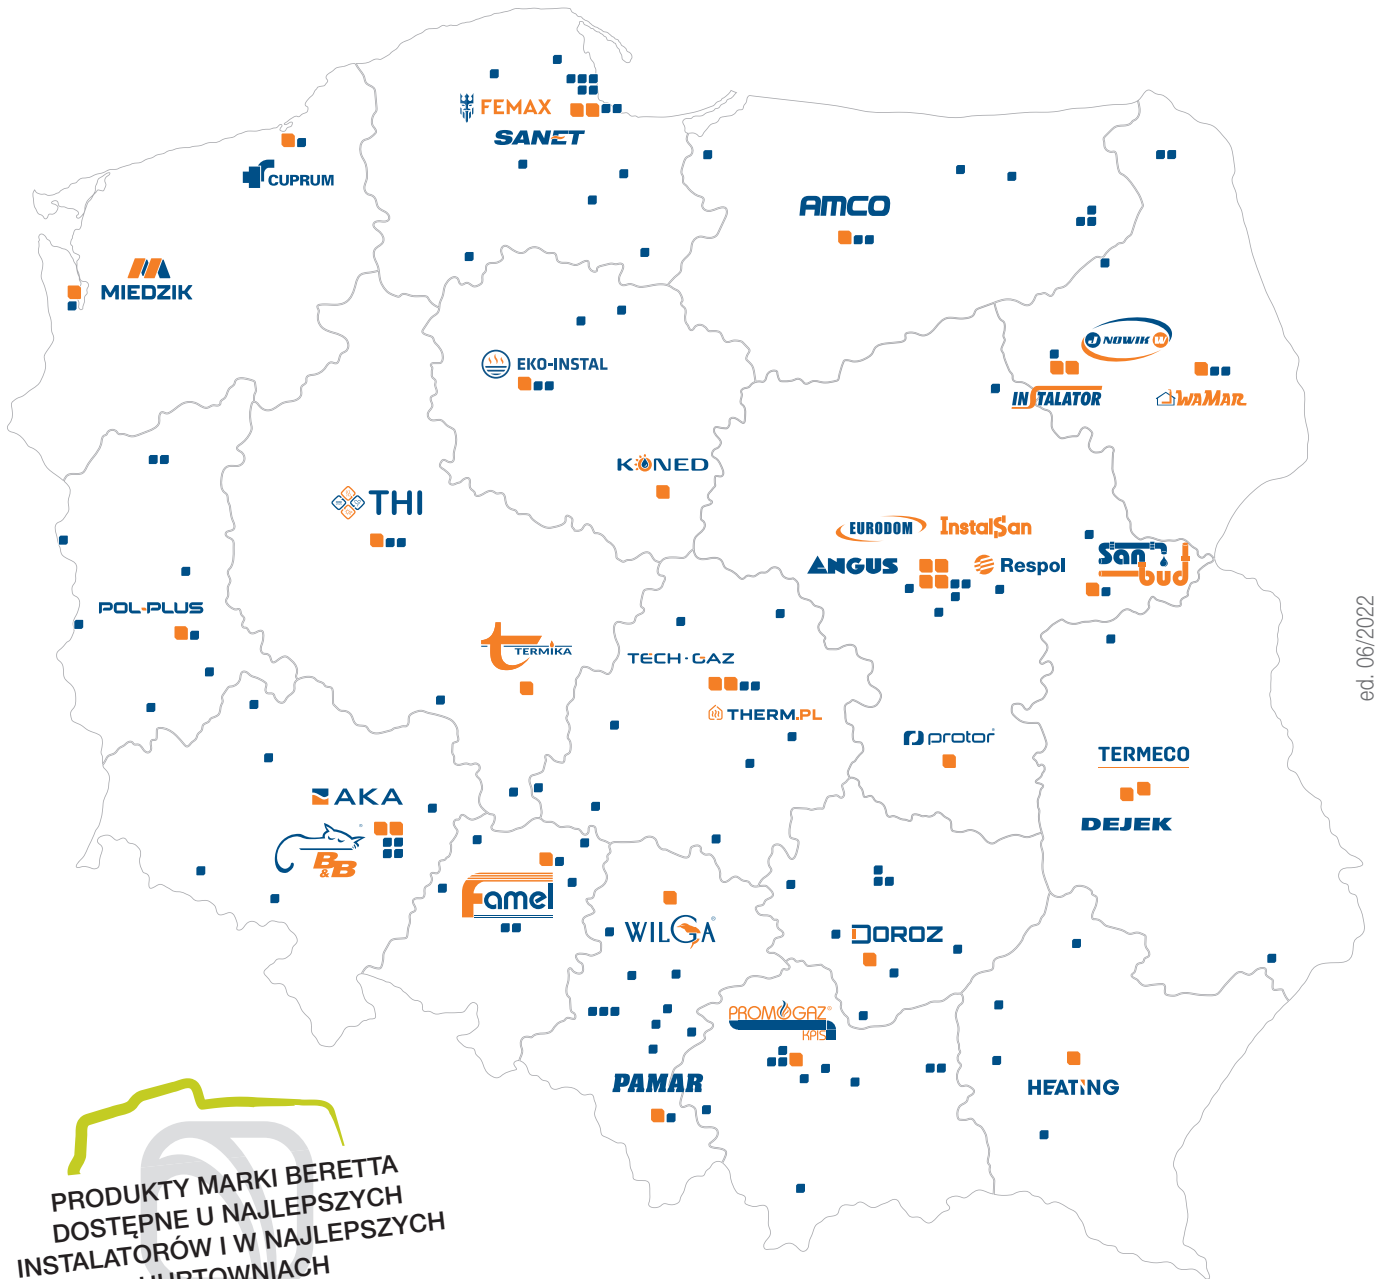 FEMAX
SANET
CUPRUM
AMCO
MIEDZIK
J NOWIK W
EKO-INSTAL
INSTALATOR
WAMAR
KONED
THI
EURODOM
InstalSan
ANGUS
Respol
San
bud
POL-PLUS
ed. 06/2022
TERMIKA
TECH-GAZ
THERM.PL
protor
TERMECO
AKA
DEJEK
B&B
Famel
WILGA®
DOROZ
PROMOGAZ®
KPIS
PAMAR
HEATING
PRODUKTY MARKI BERETTA
DOSTĘPNE U NAJLEPSZYCH
INSTALATORÓW I W NAJLEPSZYCH
HURTOWNIACH